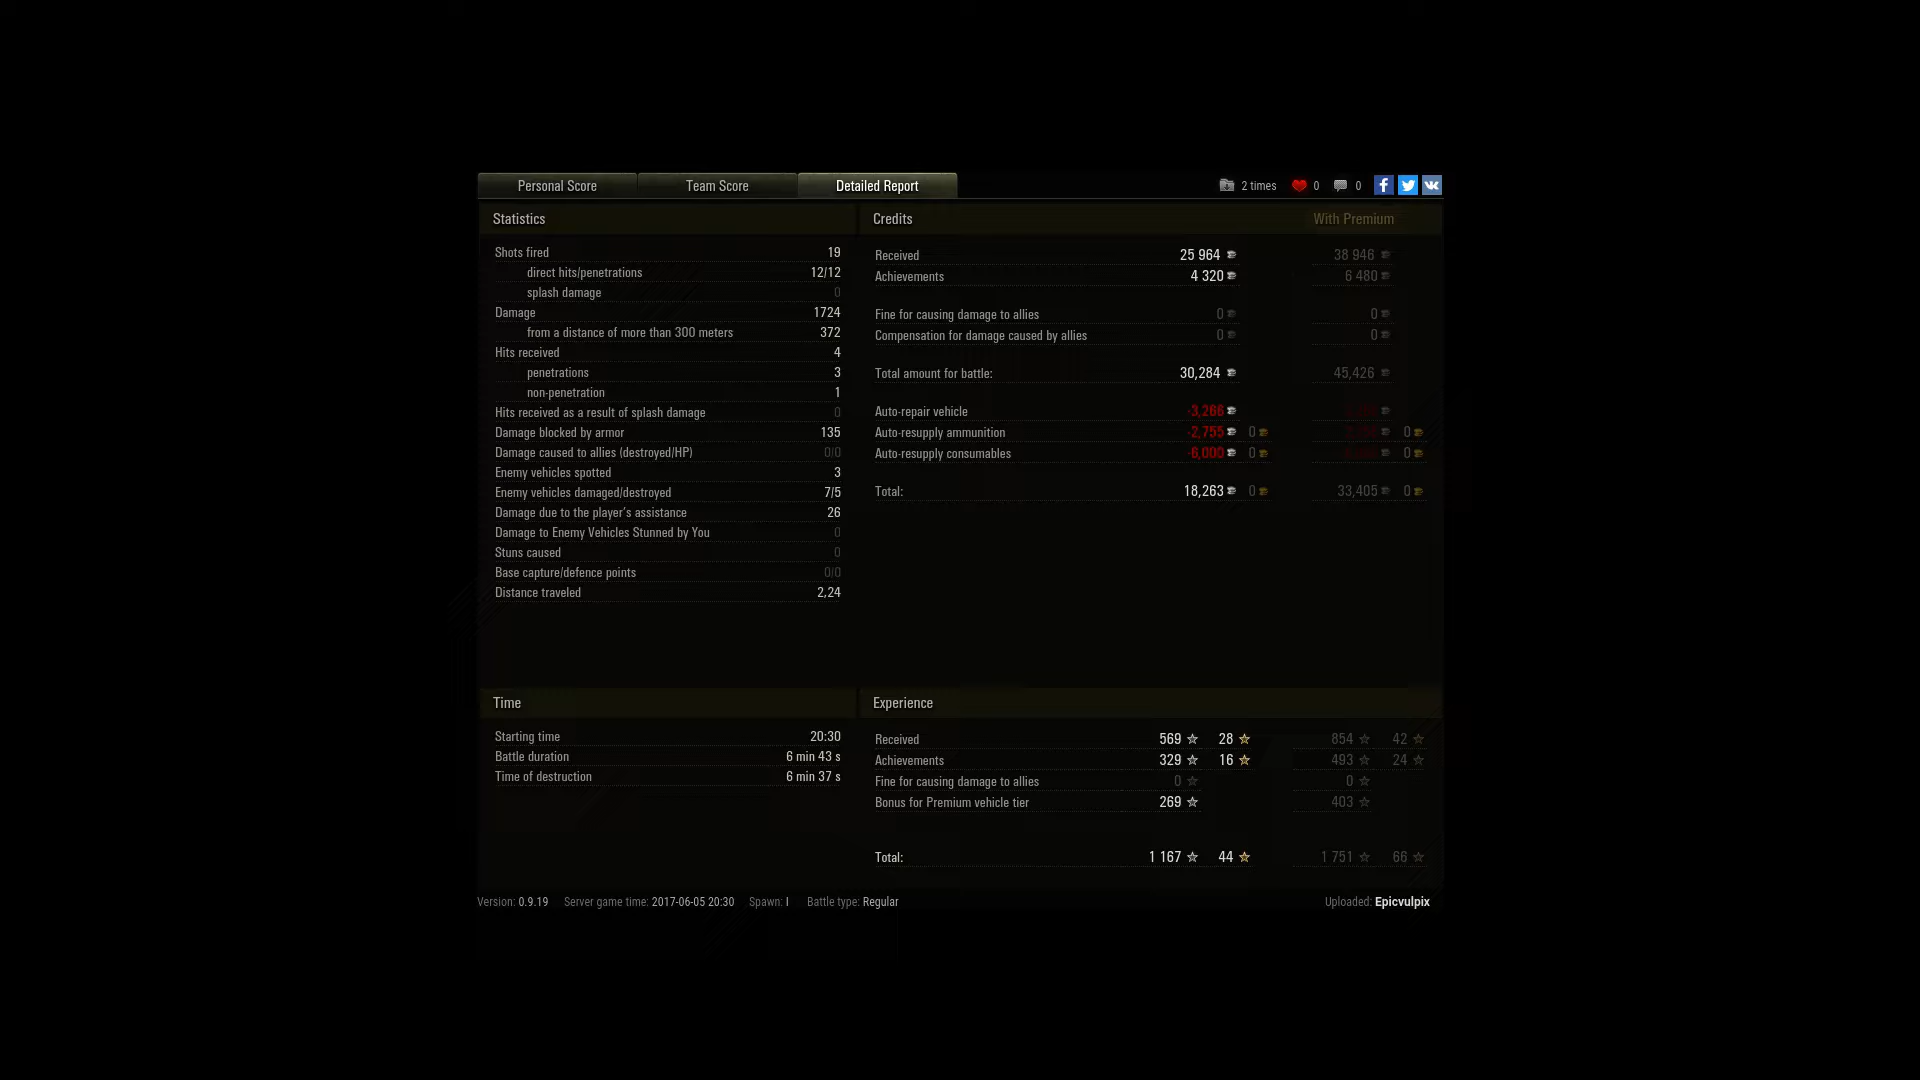 Personal Score Team Score Detailed Report 2 times 0 0
Statistics
Shots fired 19
direct hits/penetrations 12/12
splash damage 0
Damage 1724
from a distance of more than 300 meters 372
Hits received 4
penetrations 3
non-penetration 1
Hits received as a result of splash damage 0
Damage blocked by armor 135
Damage caused to allies (destroyed/HP) 0/0
Enemy vehicles spotted 3
Enemy vehicles damaged/destroyed 7/5
Damage due to the player's assistance 26
Damage to Enemy Vehicles Stunned by You 0
Stuns caused 0
Base capture/defence points 0/0
Distance traveled 2,24
Credits With Premium
Received 25 964 38 946
Achievements 4 320 6 480
Fine for causing damage to allies 0 0
Compensation for damage caused by allies 0 0
Total amount for battle: 30,284 45,426
Auto-repair vehicle -3,266
Auto-resupply ammunition -2,755 0 0
Auto-resupply consumables -6,000 0 0
Total: 18,263 0 33,405 0
Time
Starting time 20:30
Battle duration 6 min 43 s
Time of destruction 6 min 37 s
Experience
Received 569 28 854 42
Achievements 329 16 493 24
Fine for causing damage to allies 0 0
Bonus for Premium vehicle tier 269 403
Total: 1 167 44 1 751 66
Version: 0.9.19 Server game time: 2017-06-05 20:30 Spawn: I Battle type: Regular Uploaded: Epicvulpix